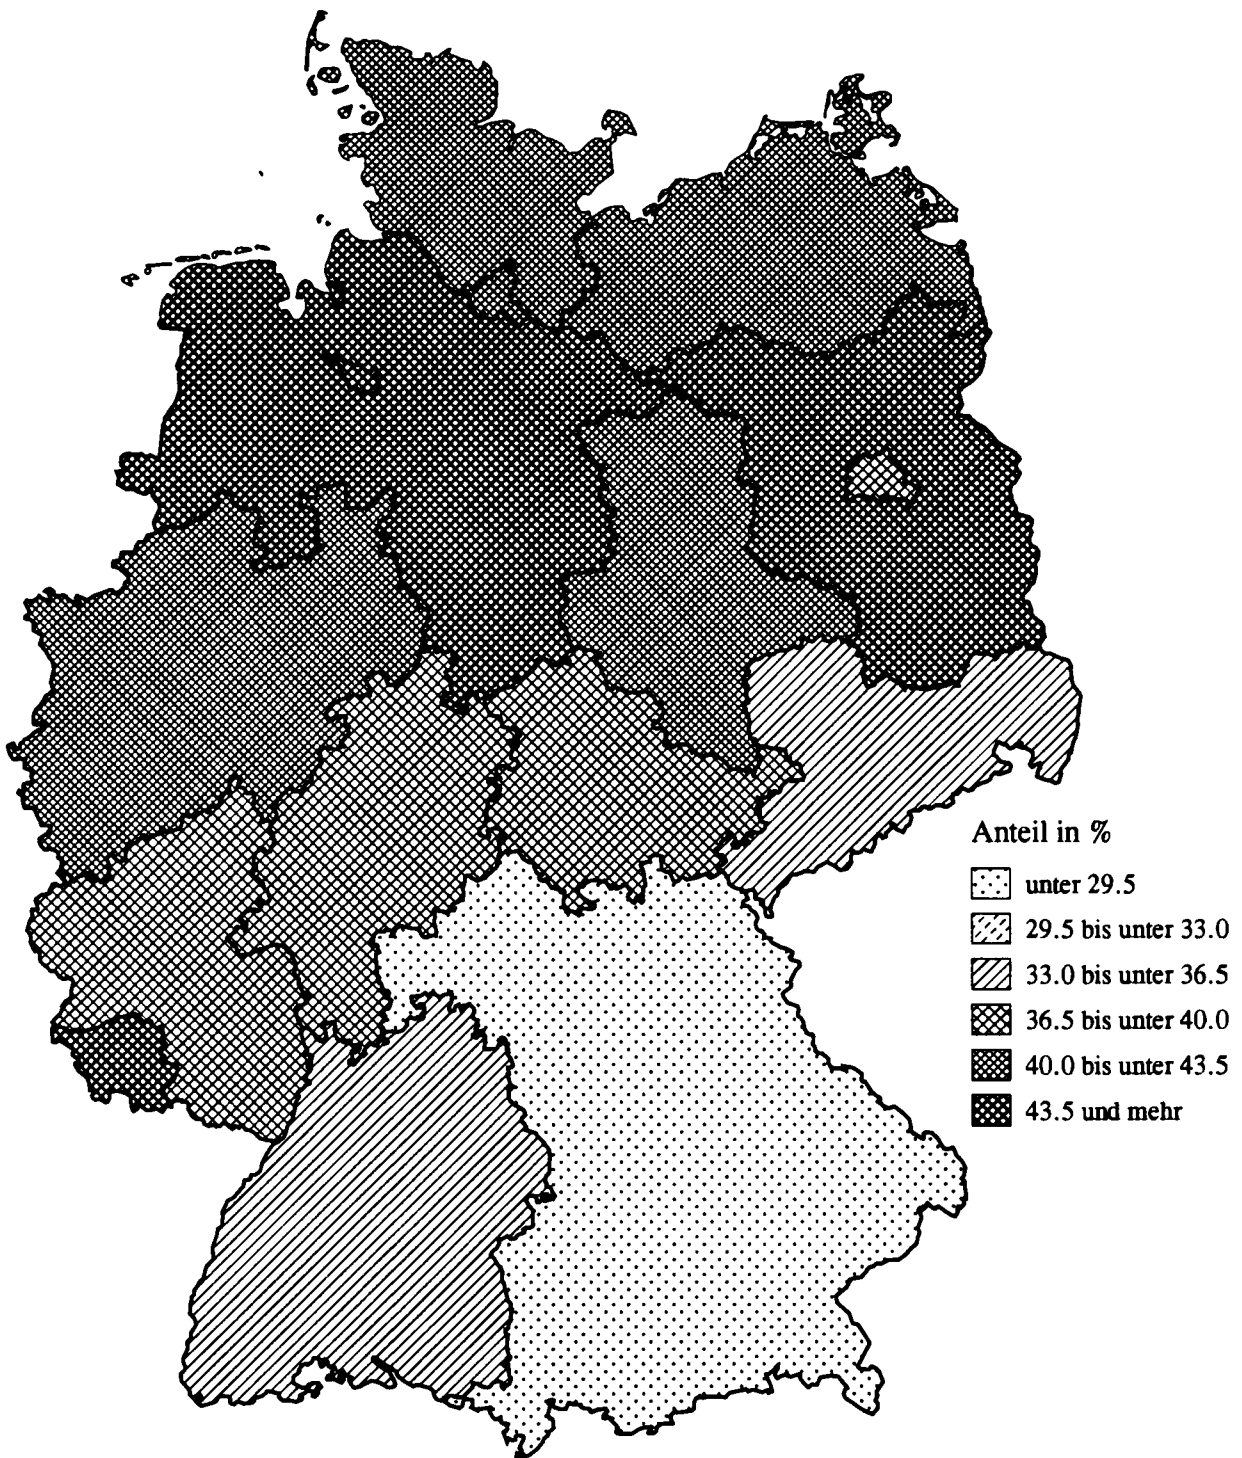 Anteil in %
unter 29.5
29.5 bis unter 33.0
33.0 bis unter 36.5
36.5 bis unter 40.0
40.0 bis unter 43.5
43.5 und mehr